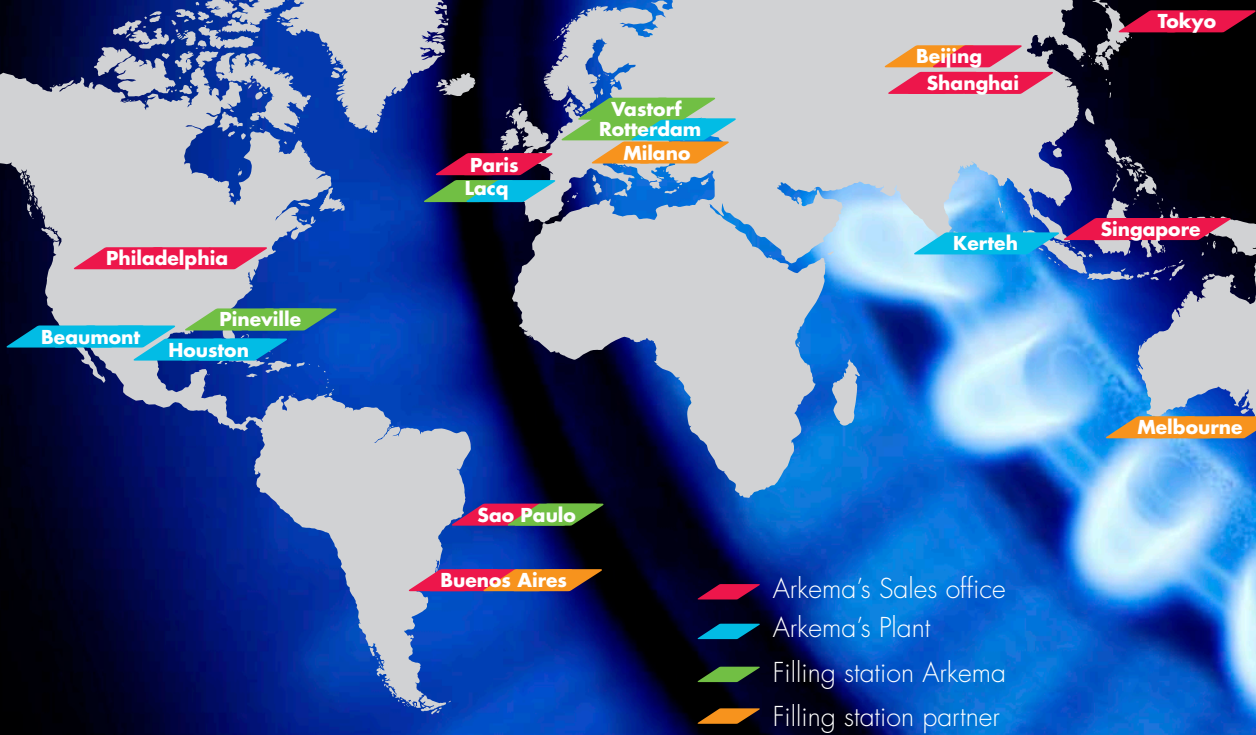 Tokyo
Beijing
Shanghai
Vastorf
Rotterdam
Milano
Paris
Lacq
Singapore
Kerteh
Philadelphia
Pineville
Beaumont
Houston
Melbourne
Sao Paulo
Buenos Aires
Arkema's Sales office
Arkema's Plant
Filling station Arkema
Filling station partner